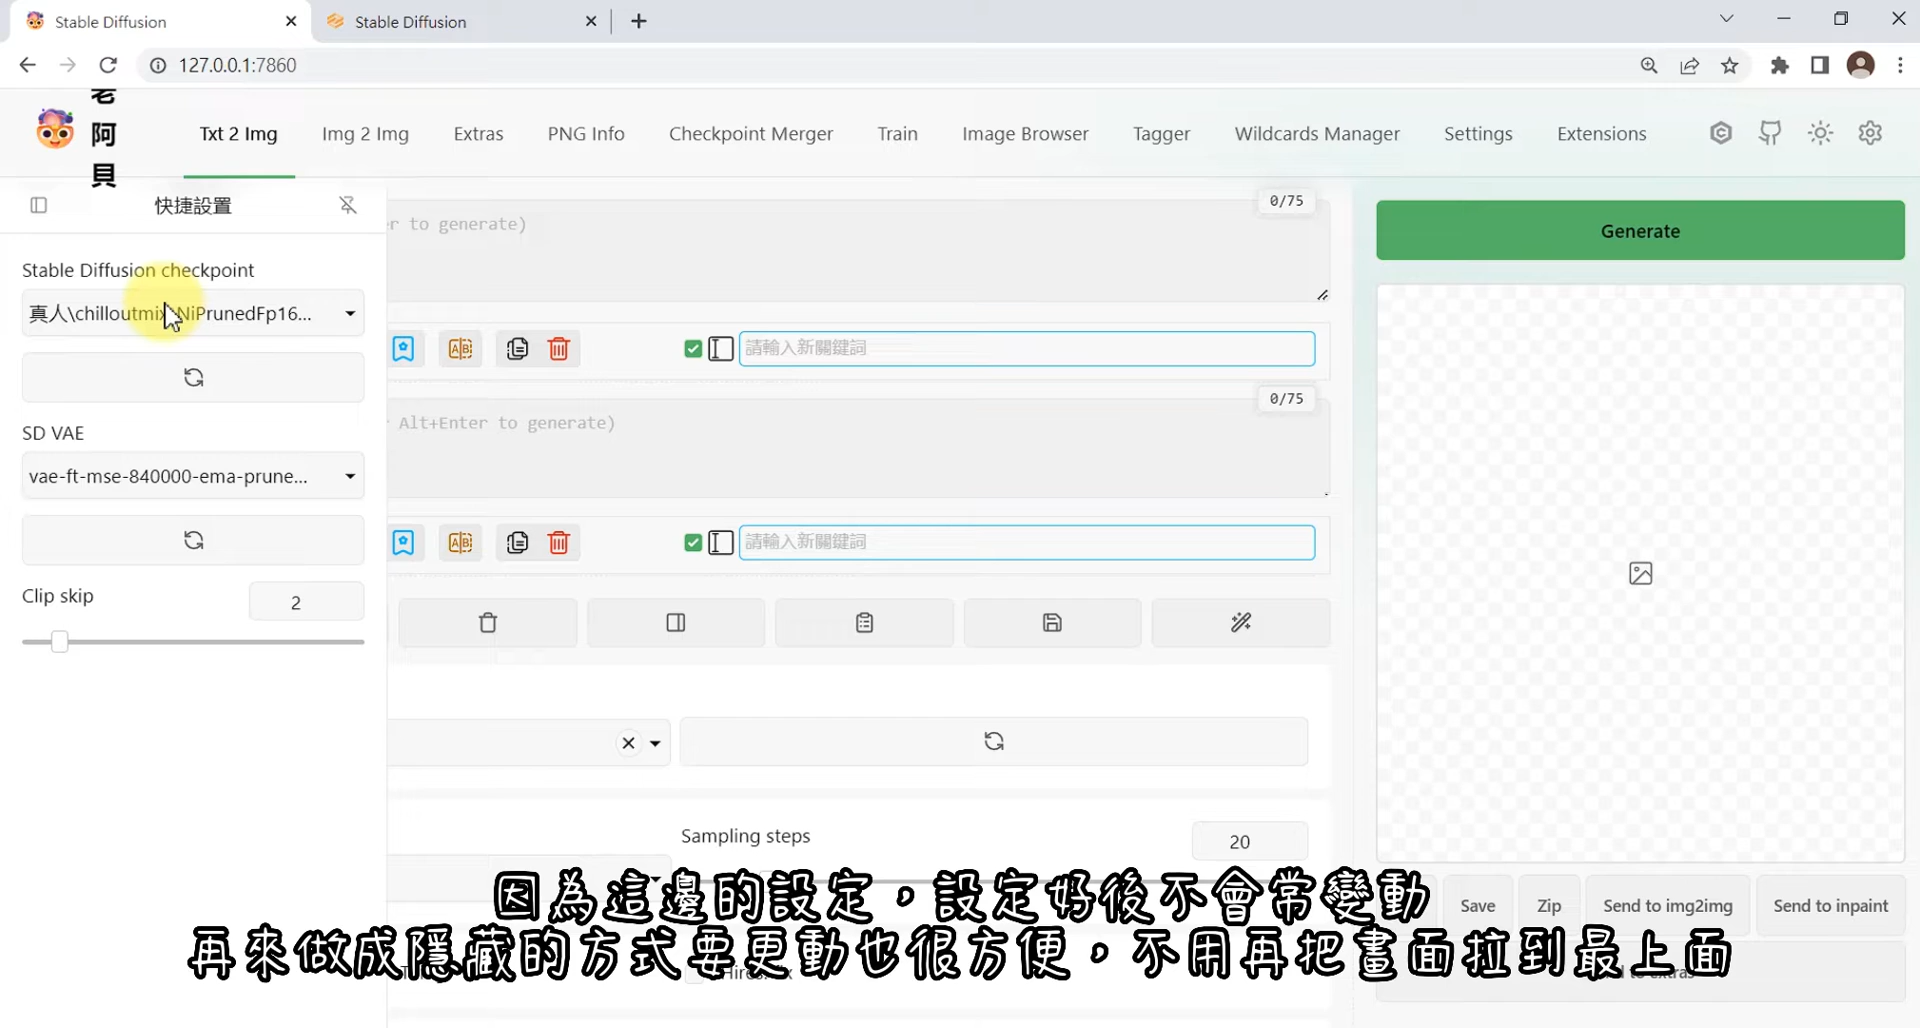 Stable Diffusion
Stable Diffusion
127.0.0.1:7860
老
阿
貝
Txt 2 Img
Img 2 Img
Extras
PNG Info
Checkpoint Merger
Train
Image Browser
Tagger
Wildcards Manager
Settings
Extensions
快捷設置
Stable Diffusion checkpoint
真人\chilloutmix_NiPrunedFp16...
SD VAE
vae-ft-mse-840000-ema-prune...
Clip skip
2
er to generate)
0/75
請輸入新關鍵詞
0/75
Alt+Enter to generate)
請輸入新關鍵詞
Sampling steps
20
Generate
Save
Zip
Send to img2img
Send to inpaint
因為這邊的設定，設定好後不會常變動
再來做成隱藏的方式要更動也很方便，不用再把畫面拉到最上面